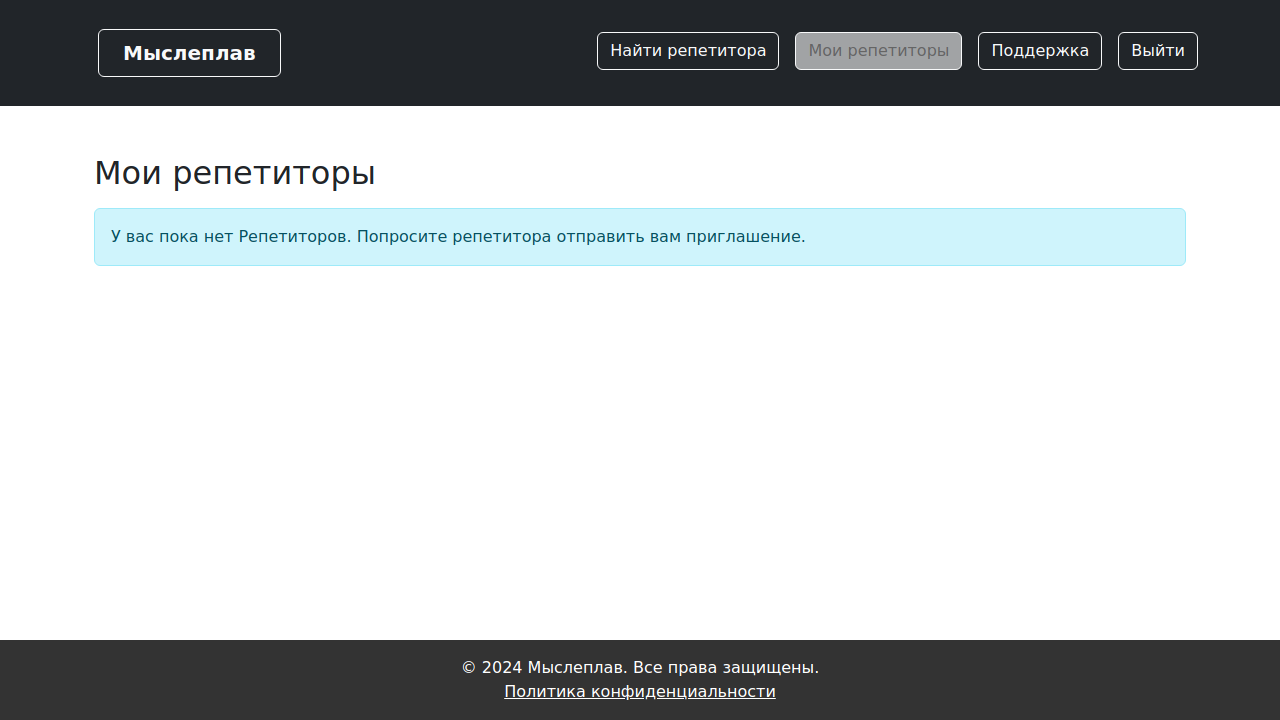 Мыслеплав
Найти репетитора
Мои репетиторы
Поддержка
Выйти
Мои репетиторы
У вас пока нет Репетиторов. Попросите репетитора отправить вам приглашение.
© 2024 Мыслеплав. Все права защищены.
Политика конфиденциальности